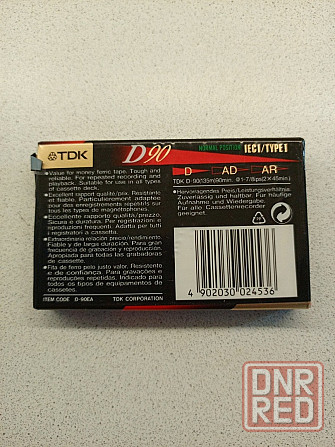 TDK D90 NORMAL POSITION IECI/TYPE I
•Value for money ferric tape. Tough and
reliable. For repeated recording and
playback. Suitable for use in all types
of cassette deck.
•Excellent rapport qualité/prix. Résistante
et fiable. Particulièrement adaptée
pour des enregistrements répétitifs sur
tous les types de magnétophones.
•Eccellente rapporto qualità/prezzo.
Sicura e duratura. Per registrazioni e
riproduzioni frequenti. Adatta per tutti
i registratori a cassetta.
•Extraordinaria relación precio/rendimiento.
Fiable y de larga duración. Para gran
frecuencia de grabación y reproducción.
Apropiada para todas las grabadoras
de cassette.
•Fita de ferro pelo justo valor. Resistente
e de confiança. Para gravações e
reproduções repetidas. Indicado para
todos os tipos de equipamentos de
cassettes.
ITEM CODE D-90EA TDK CORPORATION
D AD AR
TDK D-90(135m)90min. ⊕1-7/8ips(2×45min.)
•Hervorragendes Preis/Leistungsverhältnis.
Zuverlässig und haltbar für häufige
Aufnahme und Wiedergabe.
Für alle Cassettenrecorder
geeignet.
4 902030 024536
DNR
RED